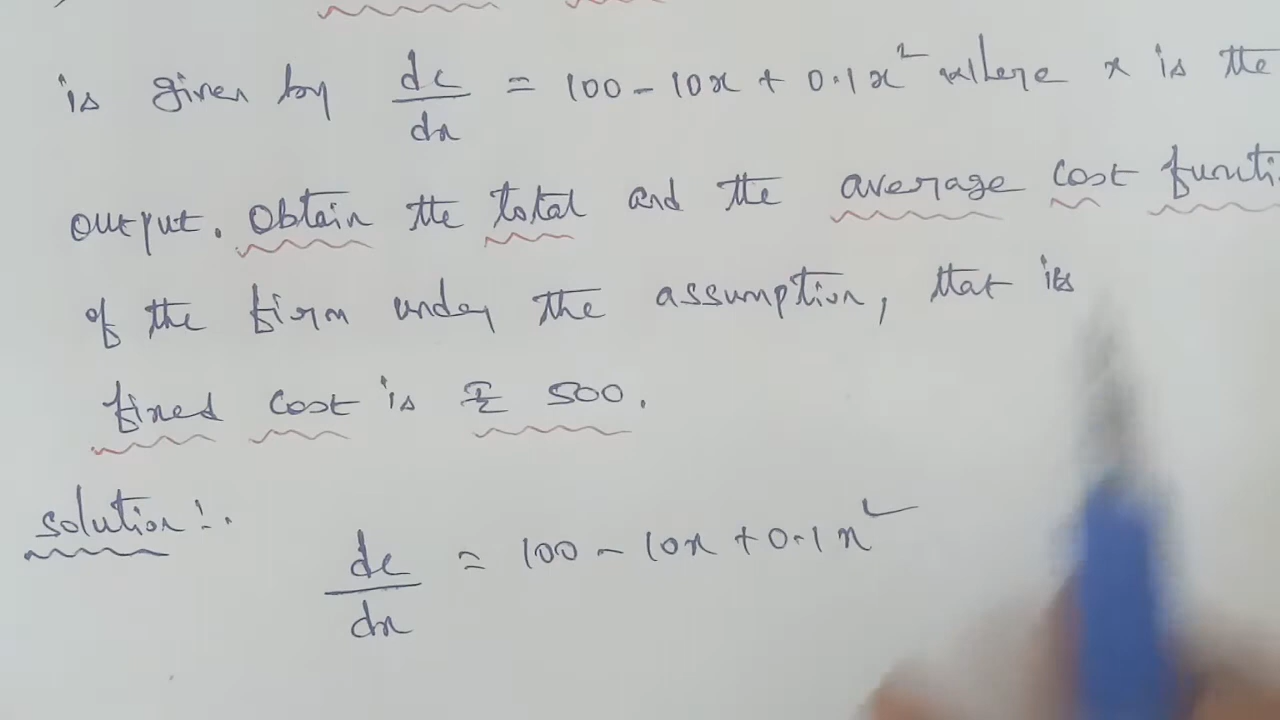 is given by dc/dx = 100 - 10x + 0.1x² where x is the
output. Obtain the total and the average cost functi
of the firm under the assumption, that its
fixed cost is ₹ 500.
solution:.
dc/dx = 100 - 10x + 0.1x²